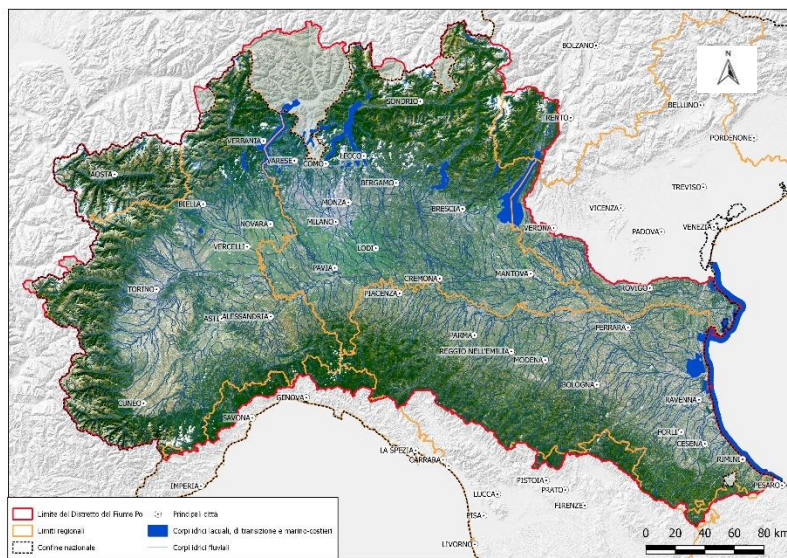 BOLZANO
N
SONDRIO
BELLUNO
TRENTO
PORDENONE
VERBANIA
VARESE
COMO
LECCO
AOSTA
BERGAMO
TREVISO
BIELLA
MONZA
BRESCIA
VICENZA
NOVARA
MILANO
VERONA
PADOVA
VENEZIA
VERCELLI
LODI
PAVIA
CREMONA
MANTOVA
TORINO
PIACENZA
ROVIGO
ASTI
ALESSANDRIA
FERRARA
PARMA
REGGIO NELL'EMILIA
MODENA
BOLOGNA
CUNEO
GENOVA
RAVENNA
SAVONA
FORLI
CESENA
LA SPEZIA
CARRARA
RIMINI
IMPERIA
PISTOIA
PESARO
LUCCA
PRATO
FIRENZE
PISA
LIVORNO
Limite del Distretto del Fiume Po
Principali città
Limiti regionali
Corpi idrici lacuali, di transizione e marino-costieri
Confine nazionale
Corpi idrici fluviali
0 20 40 60 80 km